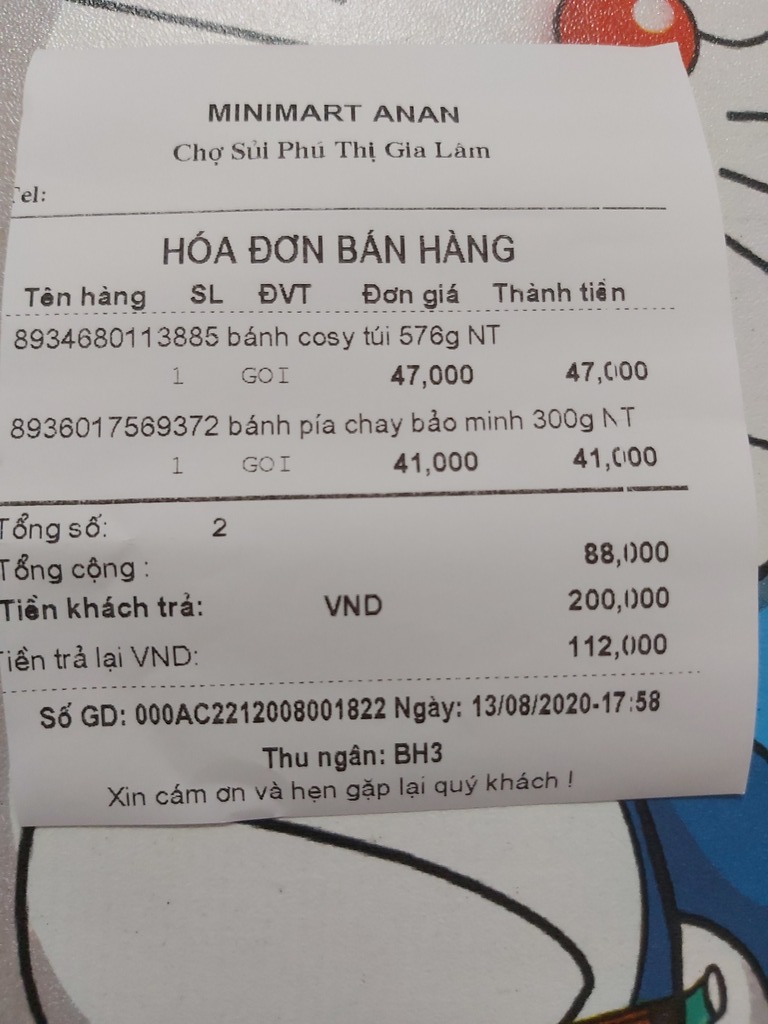 MINIMART ANAN
Chợ Sủi Phú Thị Gia Lâm
Tel:
HÓA ĐƠN BÁN HÀNG
Tên hàng SL ĐVT Đơn giá Thành tiền
8934680113885 bánh cosy túi 576g NT
1 GOI 47,000 47,000
8936017569372 bánh pía chay bảo minh 300g NT
1 GOI 41,000 41,000
Tổng số: 2
Tổng cộng : 88,000
Tiền khách trả: VND 200,000
Tiền trả lại VND: 112,000
Số GD: 000AC2212008001822 Ngày: 13/08/2020-17:58
Thu ngân: BH3
Xin cám ơn và hẹn gặp lại quý khách !